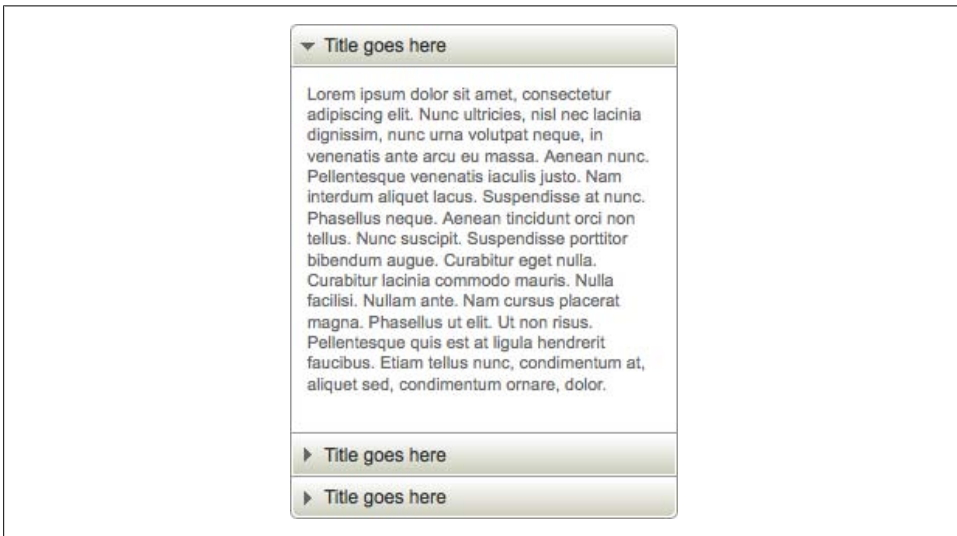 Title goes here
Lorem ipsum dolor sit amet, consectetur
adipiscing elit. Nunc ultricies, nisl nec lacinia
dignissim, nunc urna volutpat neque, in
venenatis ante arcu eu massa. Aenean nunc.
Pellentesque venenatis iaculis justo. Nam
interdum aliquet lacus. Suspendisse at nunc.
Phasellus neque. Aenean tincidunt orci non
tellus. Nunc suscipit. Suspendisse porttitor
bibendum augue. Curabitur eget nulla.
Curabitur lacinia commodo mauris. Nulla
facilisi. Nullam ante. Nam cursus placerat
magna. Phasellus ut elit. Ut non risus.
Pellentesque quis est at ligula hendrerit
faucibus. Etiam tellus nunc, condimentum at,
aliquet sed, condimentum ornare, dolor.
Title goes here
Title goes here